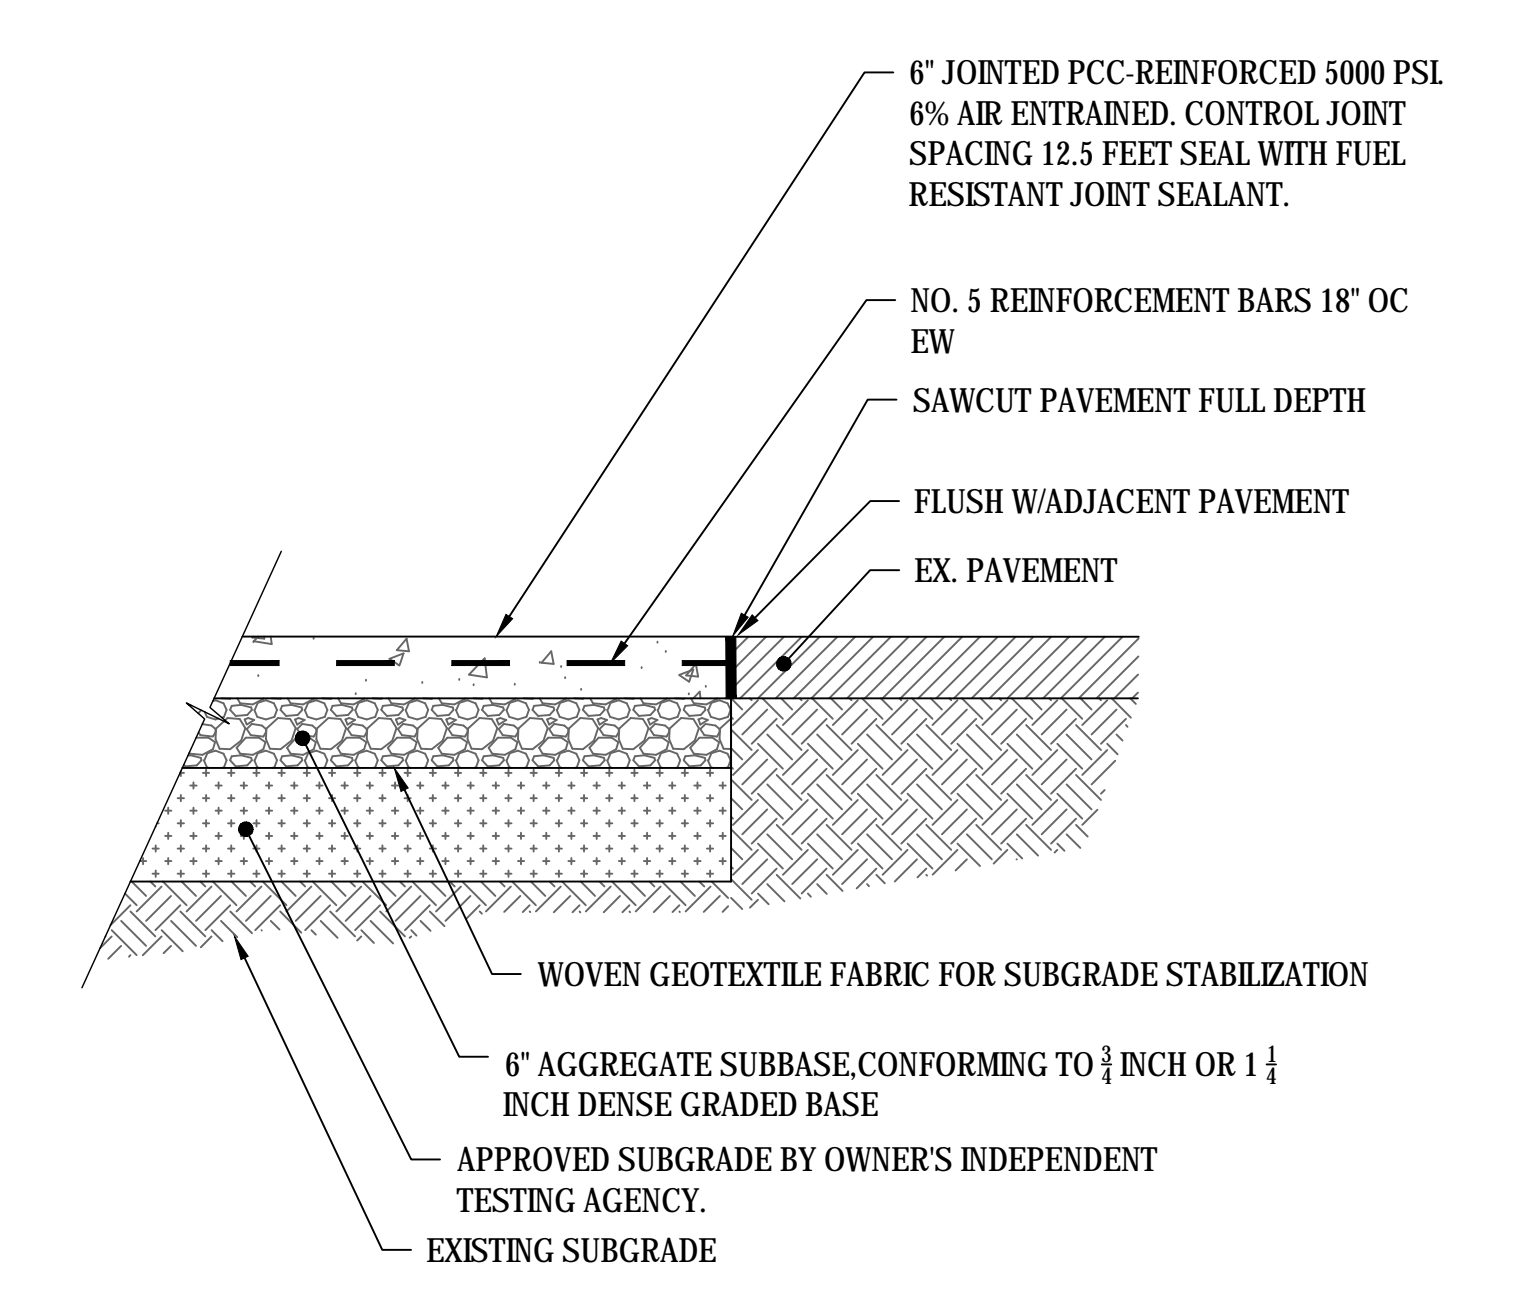 6" JOINTED PCC-REINFORCED 5000 PSI.
6% AIR ENTRAINED. CONTROL JOINT
SPACING 12.5 FEET SEAL WITH FUEL
RESISTANT JOINT SEALANT.
NO. 5 REINFORCEMENT BARS 18" OC
EW
SAWCUT PAVEMENT FULL DEPTH
FLUSH W/ADJACENT PAVEMENT
EX. PAVEMENT
WOVEN GEOTEXTILE FABRIC FOR SUBGRADE STABILIZATION
6" AGGREGATE SUBBASE,CONFORMING TO 3/4 INCH OR 1 1/4
INCH DENSE GRADED BASE
APPROVED SUBGRADE BY OWNER'S INDEPENDENT
TESTING AGENCY.
EXISTING SUBGRADE